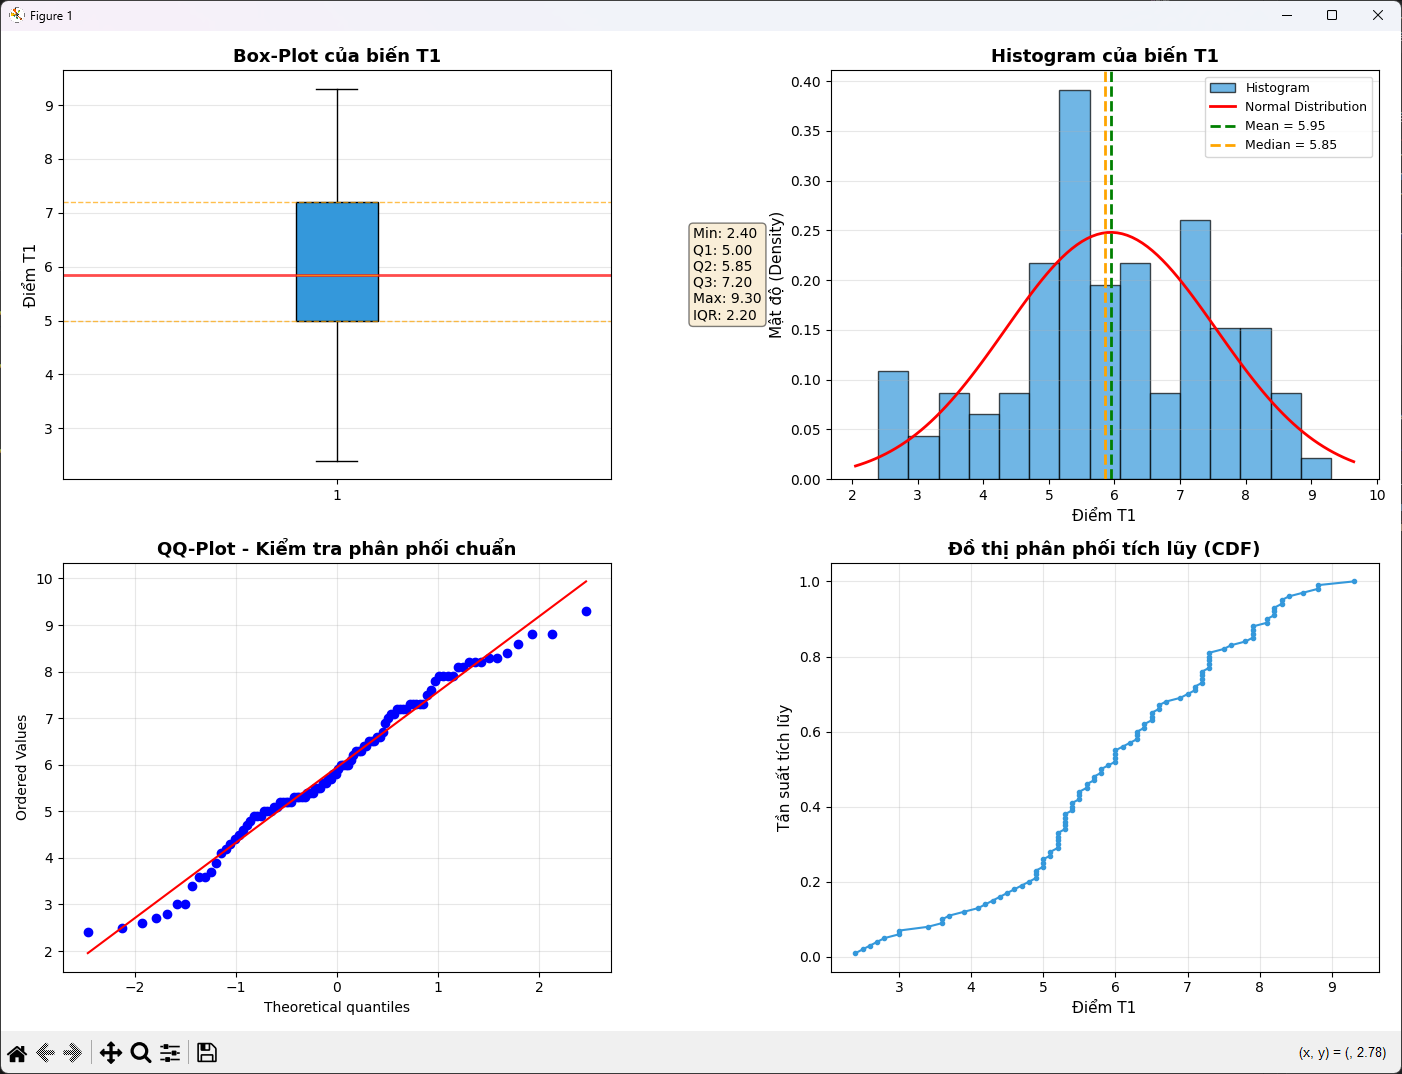 Figure 1
Box-Plot của biến T1
Điểm T1
9
8
7
6
5
4
3
1
Min: 2.40
Q1: 5.00
Q2: 5.85
Q3: 7.20
Max: 9.30
IQR: 2.20
Histogram của biến T1
Mật độ (Density)
0.40
0.35
0.30
0.25
0.20
0.15
0.10
0.05
0.00
Histogram
Normal Distribution
Mean = 5.95
Median = 5.85
2 3 4 5 6 7 8 9 10
Điểm T1
QQ-Plot - Kiểm tra phân phối chuẩn
Ordered Values
10
9
8
7
6
5
4
3
2
−2 −1 0 1 2
Theoretical quantiles
Đồ thị phân phối tích lũy (CDF)
Tần suất tích lũy
1.0
0.8
0.6
0.4
0.2
0.0
3 4 5 6 7 8 9
Điểm T1
(x, y) = (, 2.78)